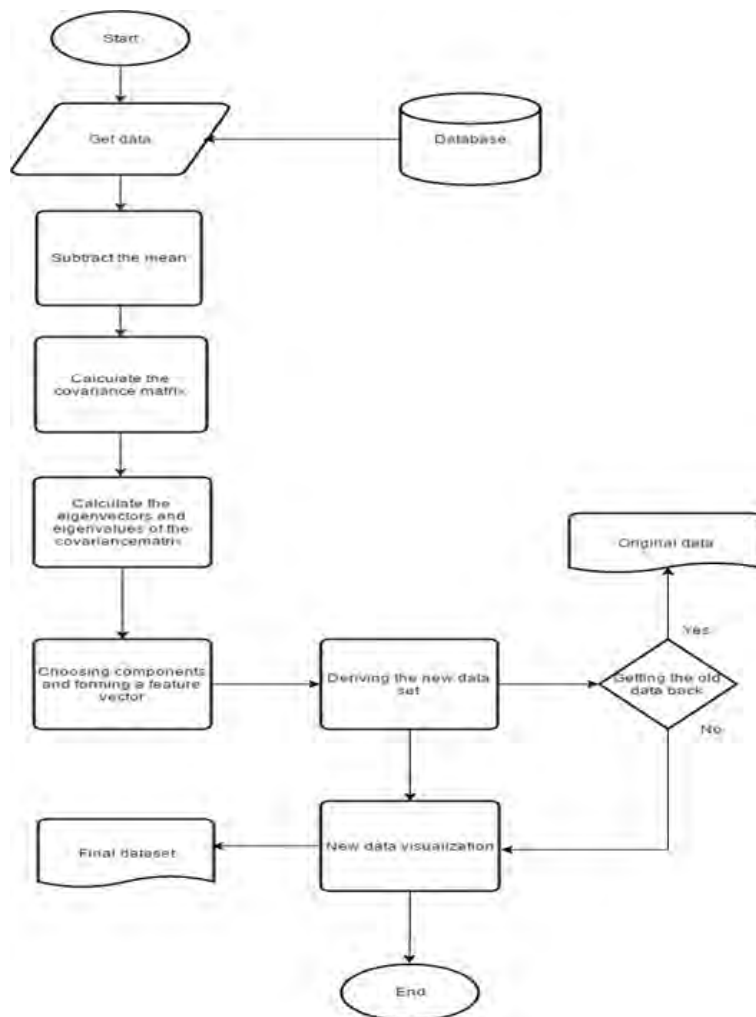 Start
Get data
Database
Subtract the mean
Calculate the
covariance matrix
Calculate the
eigenvectors and
eigenvalues of the
covariancematrix
Original data
Yes
Choosing components
and forming a feature
vector
Deriving the new data
set
Getting the old
data back
No
Final dataset
New data visualization
End